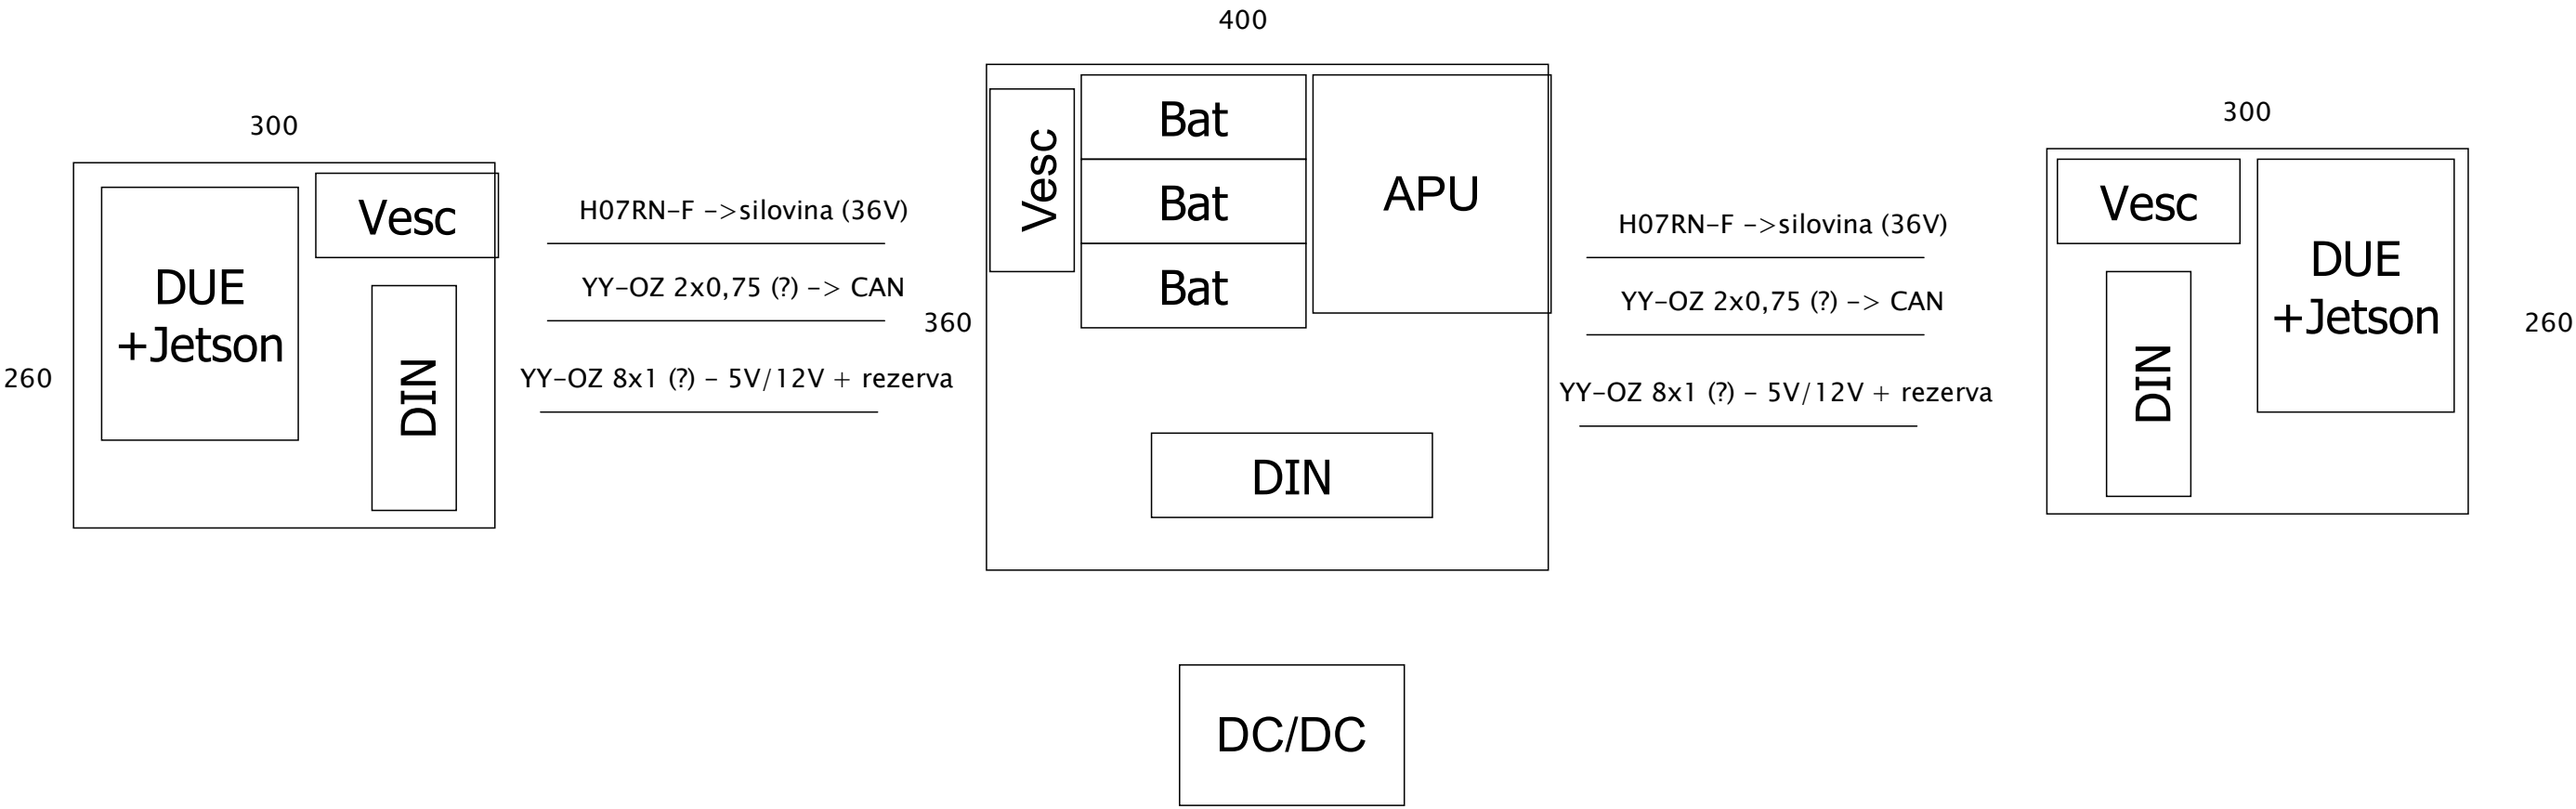 400
300
300
Vesc
DUE
+Jetson
DIN
260
H07RN-F ->silovina (36V)
YY-OZ 2x0,75 (?) -> CAN
YY-OZ 8x1 (?) - 5V/12V + rezerva
360
Vesc
Bat
Bat
Bat
APU
DIN
H07RN-F ->silovina (36V)
YY-OZ 2x0,75 (?) -> CAN
YY-OZ 8x1 (?) - 5V/12V + rezerva
Vesc
DUE
+Jetson
DIN
260
DC/DC